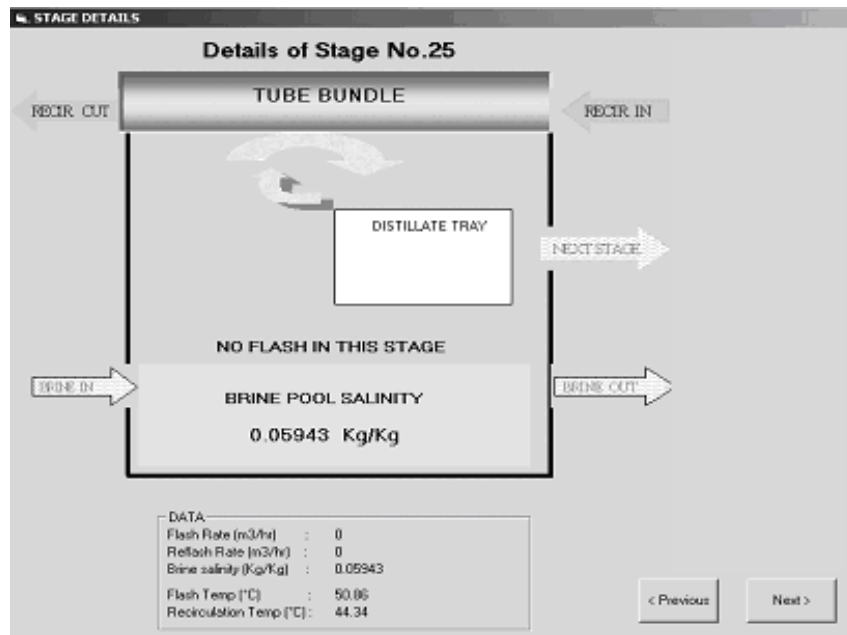 STAGE DETAILS
Details of Stage No.25
TUBE BUNDLE
RECIR OUT
RECIR IN
DISTILLATE TRAY
NEXT STAGE
NO FLASH IN THIS STAGE
BRINE IN
BRINE OUT
BRINE POOL SALINITY
0.05943 Kg/Kg
DATA
Flash Rate (m3/hr) : 0
Reflash Rate (m3/hr) : 0
Brine salinity (Kg/Kg) : 0.05943
Flash Temp (°C) : 50.86
Recirculation Temp (°C) : 44.34
< Previous
Next >